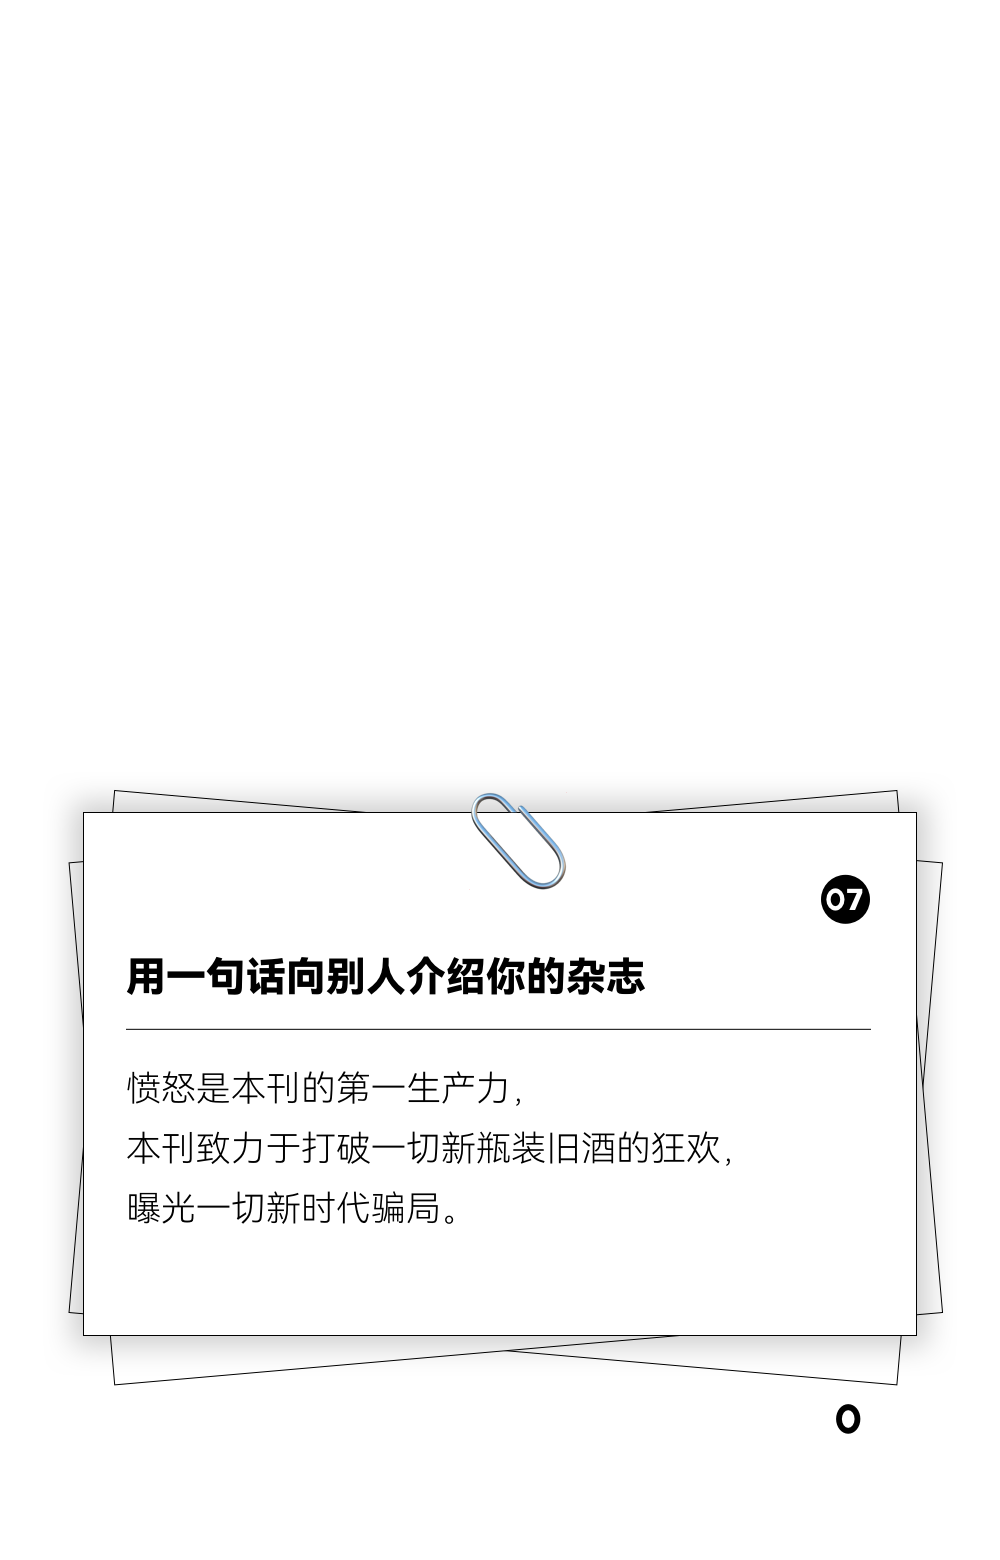 07
用一句话向别人介绍你的杂志
愤怒是本刊的第一生产力，
本刊致力于打破一切新瓶装旧酒的狂欢，
曝光一切新时代骗局。
0